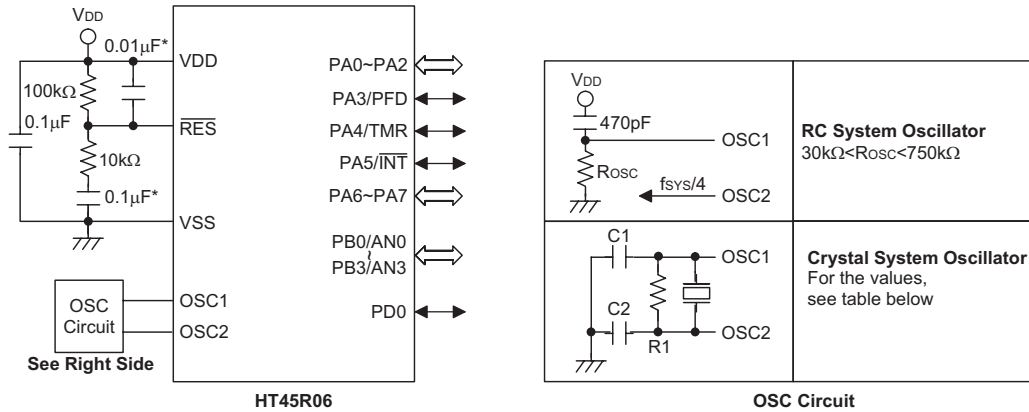 VDD
0.01μF*
VDD
100kΩ
0.1μF
RES
10kΩ
0.1μF*
VSS
OSC
Circuit
OSC1
OSC2
See Right Side
PA0~PA2
PA3/PFD
PA4/TMR
PA5/INT
PA6~PA7
PB0/AN0
~
PB3/AN3
PD0
HT45R06
VDD
470pF
OSC1
ROSC
fSYS/4
OSC2
RC System Oscillator
30kΩ<ROSC<750kΩ
C1
OSC1
C2
OSC2
R1
Crystal System Oscillator
For the values,
see table below
OSC Circuit